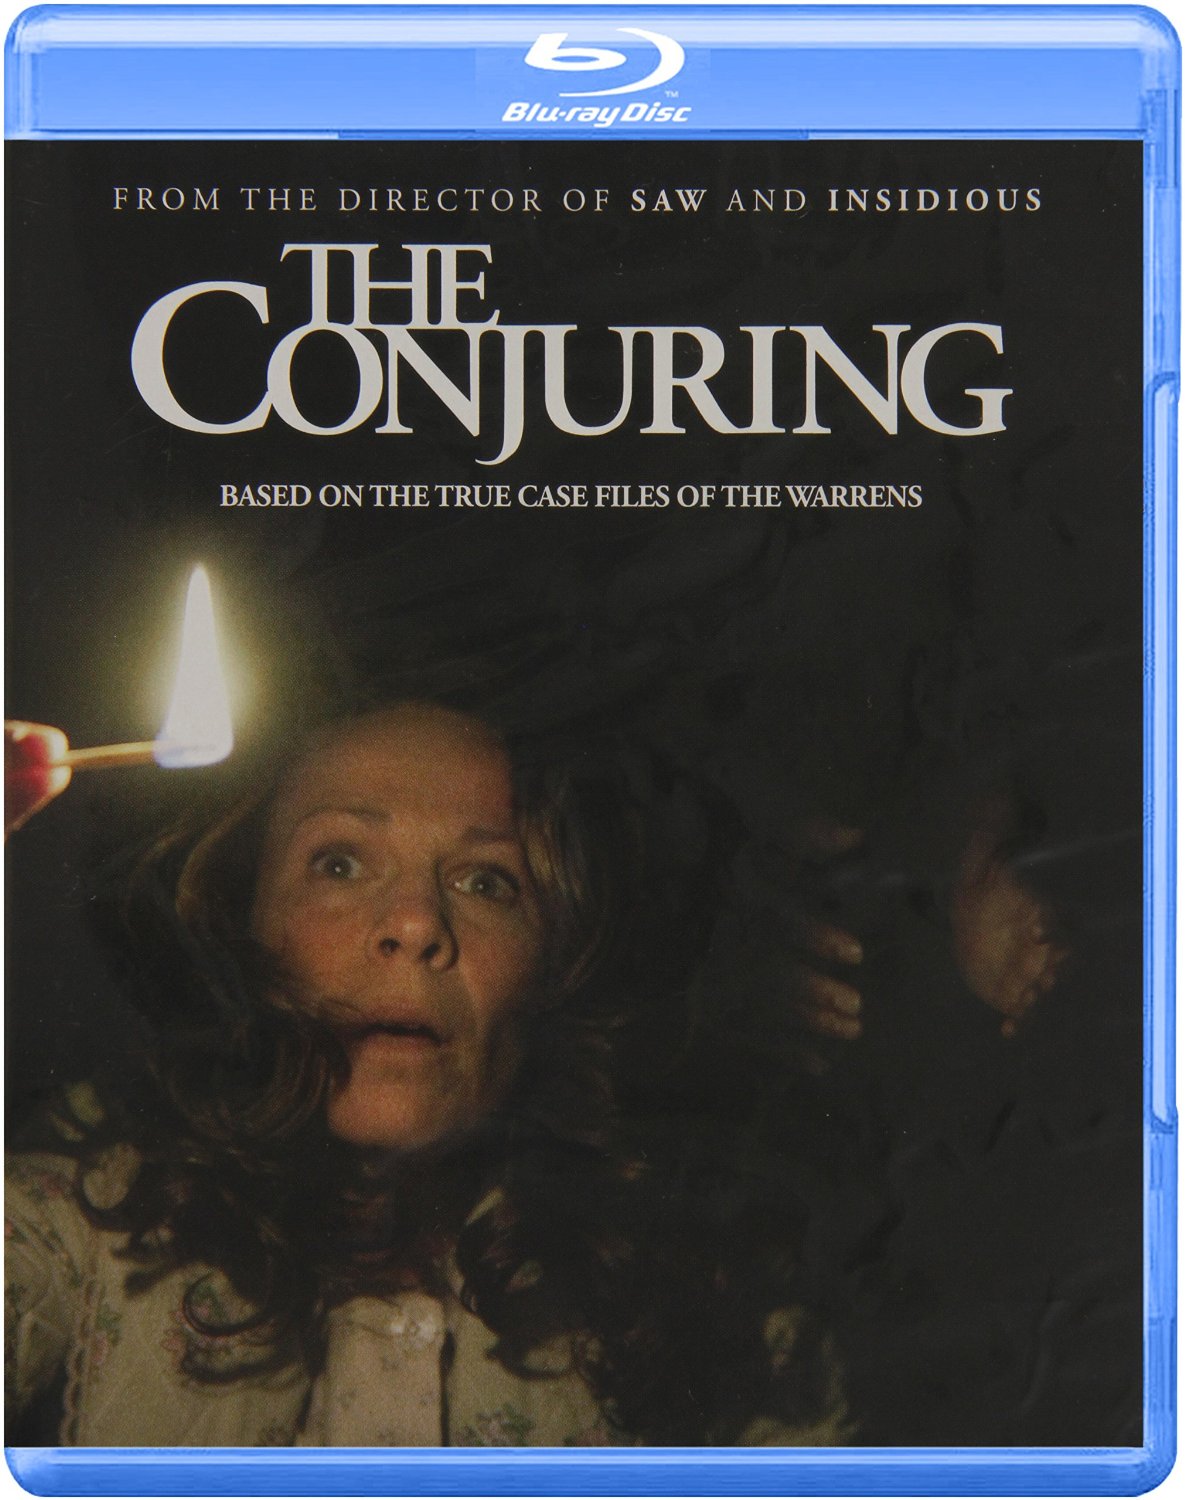 Blu-ray Disc
TM
FROM THE DIRECTOR OF SAW AND INSIDIOUS
THE
CONJURING
BASED ON THE TRUE CASE FILES OF THE WARRENS